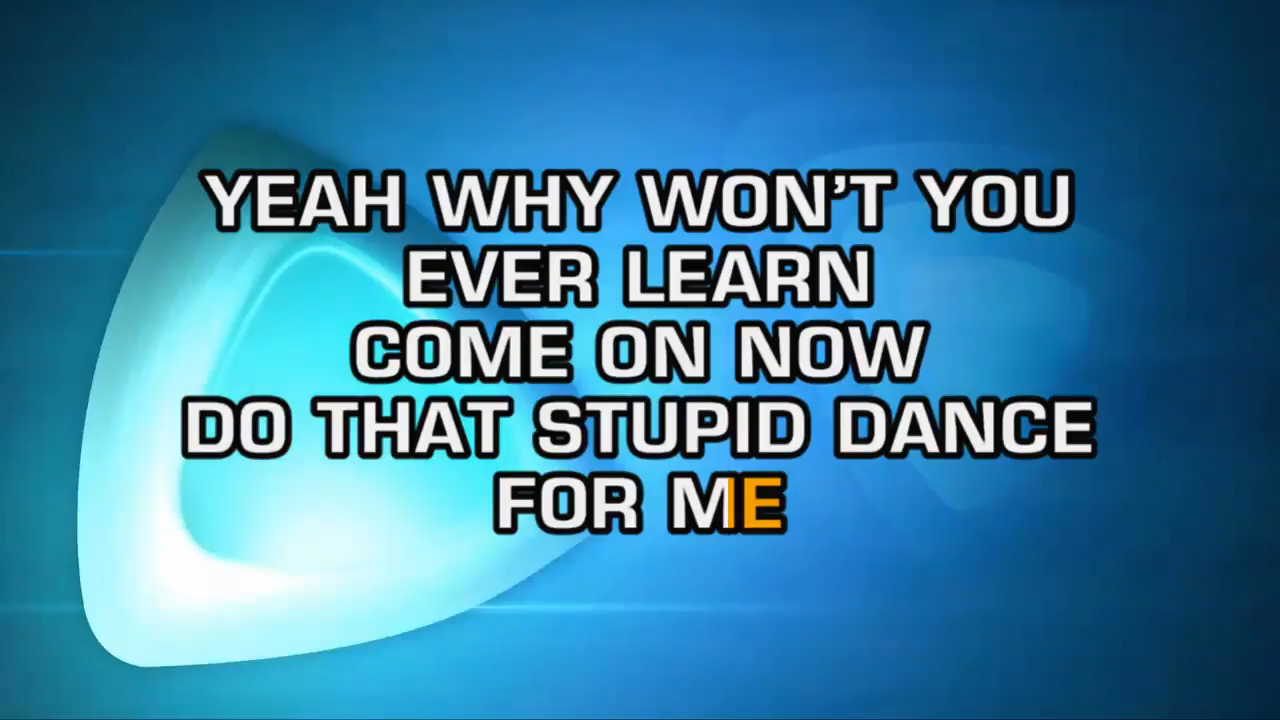 YEAH WHY WON’T YOU
EVER LEARN
COME ON NOW
DO THAT STUPID DANCE
FOR ME